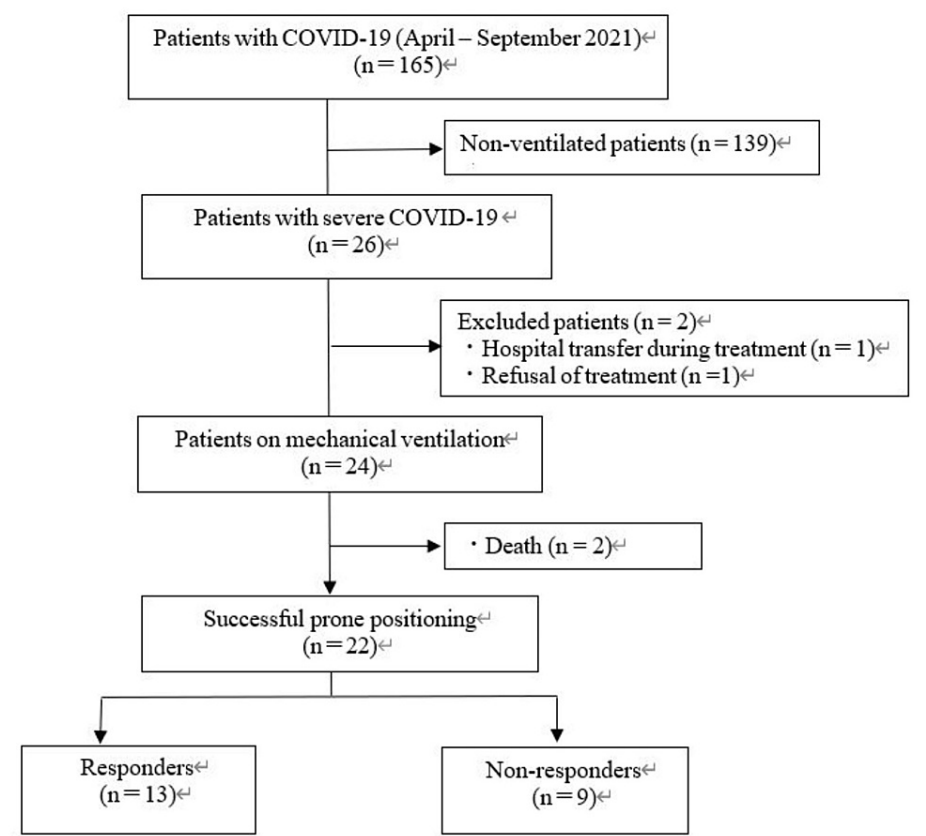 Patients with COVID-19 (April – September 2021)↵
(n = 165)↵
Non-ventilated patients (n = 139)↵
Patients with severe COVID-19 ↵
(n = 26)↵
Excluded patients (n = 2)↵
・Hospital transfer during treatment (n = 1)↵
・Refusal of treatment (n =1)↵
Patients on mechanical ventilation↵
(n = 24)↵
・Death (n = 2)↵
Successful prone positioning↵
(n = 22)↵
Responders↵
(n = 13)↵
Non-responders↵
(n = 9)↵